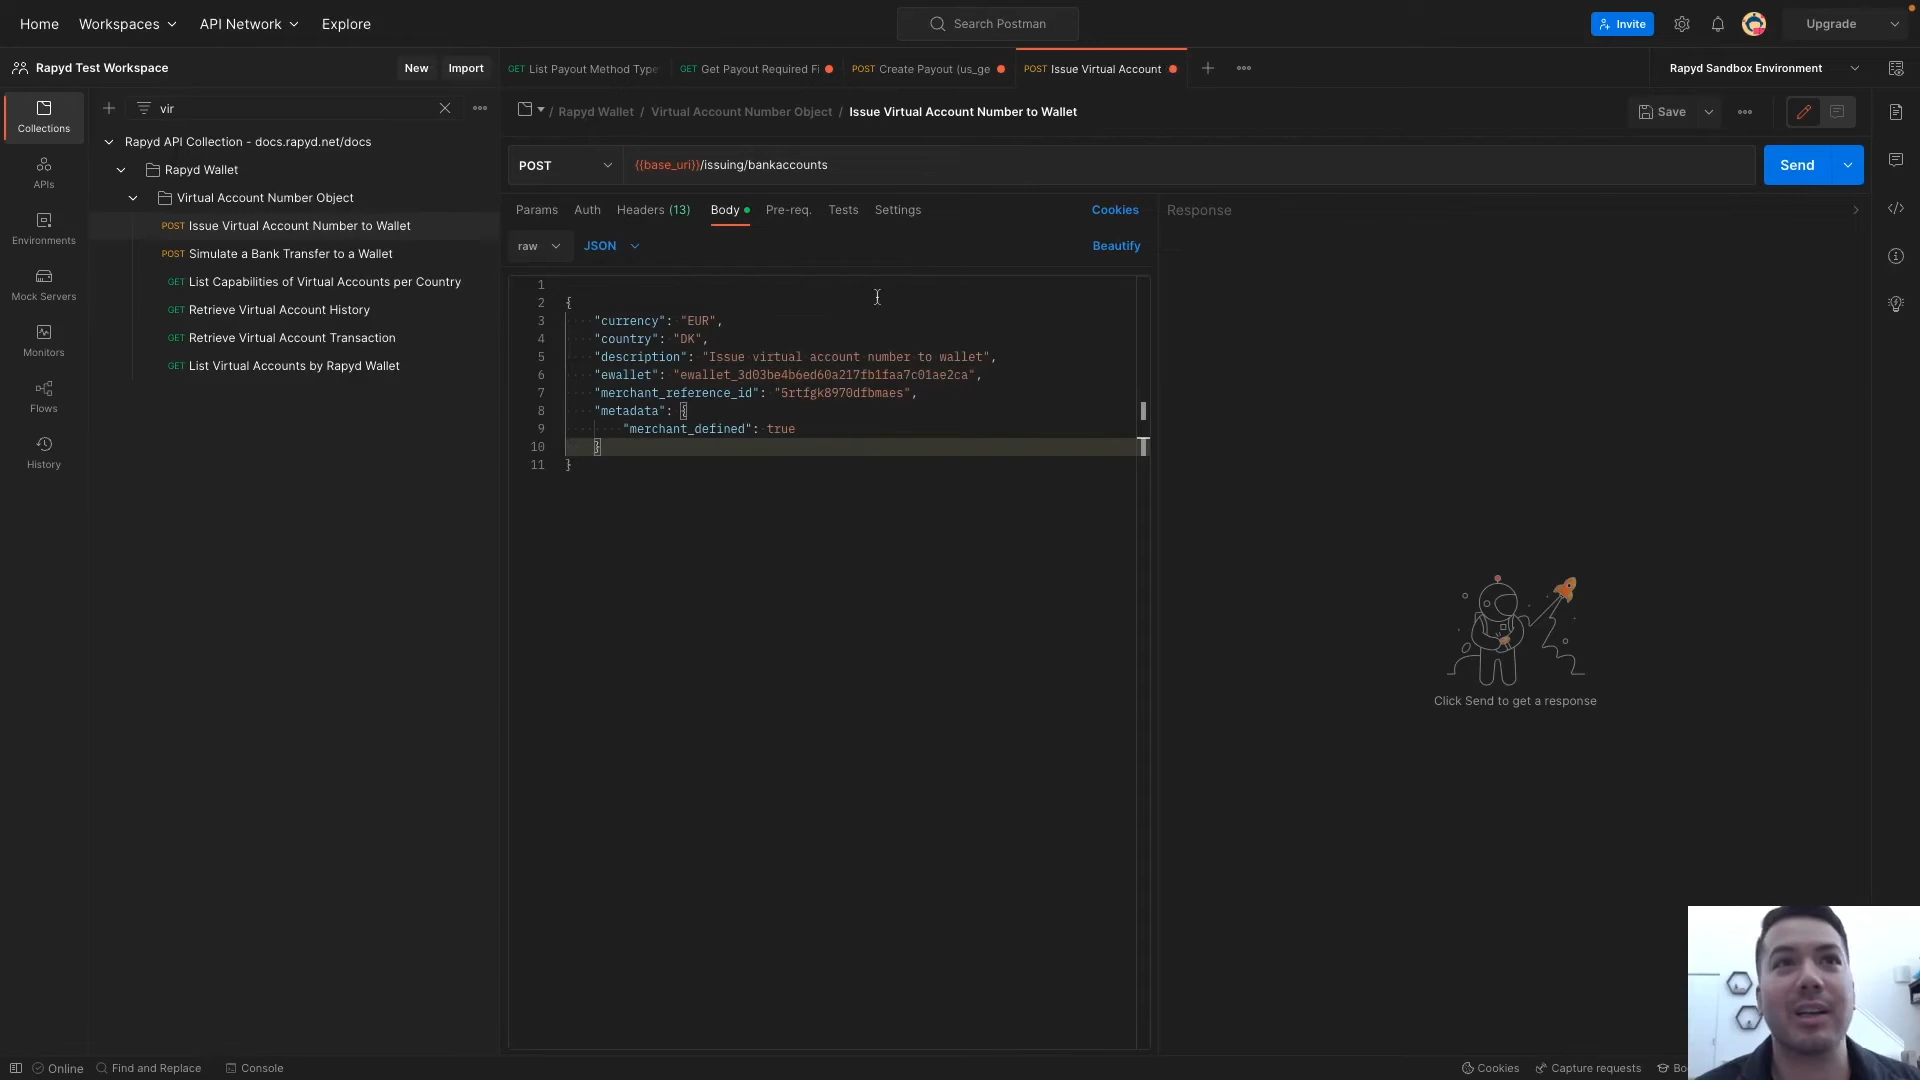 Home Workspaces API Network Explore Search Postman Invite Upgrade
Rapyd Test Workspace New Import GET List Payout Method Type GET Get Payout Required Fi POST Create Payout (us_ge POST Issue Virtual Account Rapyd Sandbox Environment
vir
/ Rapyd Wallet / Virtual Account Number Object / Issue Virtual Account Number to Wallet Save
Collections
APIs
Environments
Mock Servers
Monitors
Flows
History
Rapyd API Collection - docs.rapyd.net/docs
Rapyd Wallet
Virtual Account Number Object
POST Issue Virtual Account Number to Wallet
POST Simulate a Bank Transfer to a Wallet
GET List Capabilities of Virtual Accounts per Country
GET Retrieve Virtual Account History
GET Retrieve Virtual Account Transaction
GET List Virtual Accounts by Rapyd Wallet
POST {{base_uri}}/issuing/bankaccounts Send
Params Auth Headers (13) Body Pre-req. Tests Settings Cookies
raw JSON Beautify
1
2 {
3 "currency": "EUR",
4 "country": "DK",
5 "description": "Issue virtual account number to wallet",
6 "ewallet": "ewallet_3d03be4b6ed60a217fb1faa7c01ae2ca",
7 "merchant_reference_id": "5rtfgk8970dfbmaes",
8 "metadata": {
9 "merchant_defined": true
10 }
11 }
Response
Click Send to get a response
Online Find and Replace Console Cookies Capture requests Bo